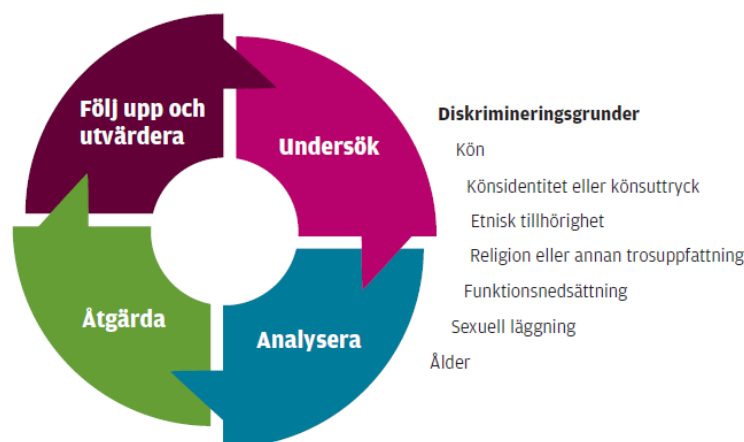 Följ upp och
utvärdera
Undersök
Analysera
Åtgärda
Diskrimineringsgrunder
Kön
Könsidentitet eller könsuttryck
Etnisk tillhörighet
Religion eller annan trosuppfattning
Funktionsnedsättning
Sexuell läggning
Ålder